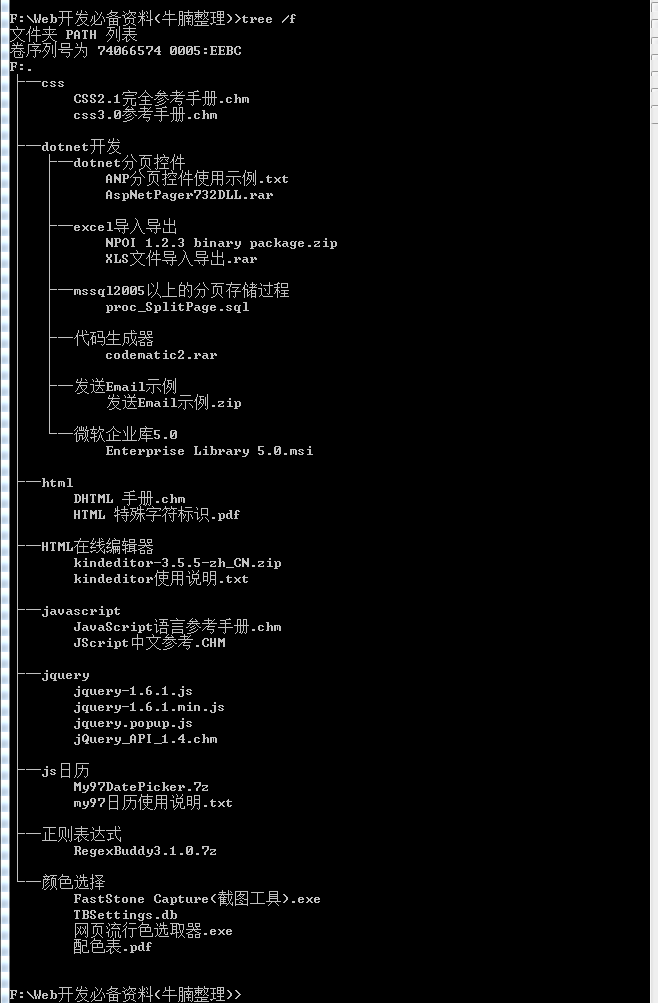 F:\Web开发必备资料(牛腩整理)>tree /f
文件夹 PATH 列表
卷序列号为 74066574 0005:EEBC
F:.
├─css
│      CSS2.1完全参考手册.chm
│      css3.0参考手册.chm
│
├─dotnet开发
│  ├─dotnet分页控件
│  │      ANP分页控件使用示例.txt
│  │      AspNetPager732DLL.rar
│  │
│  ├─excel导入导出
│  │      NPOI 1.2.3 binary package.zip
│  │      XLS文件导入导出.rar
│  │
│  ├─mssql2005以上的分页存储过程
│  │      proc_SplitPage.sql
│  │
│  ├─代码生成器
│  │      codematic2.rar
│  │
│  ├─发送Email示例
│  │      发送Email示例.zip
│  │
│  └─微软企业库5.0
│          Enterprise Library 5.0.msi
│
├─html
│      DHTML 手册.chm
│      HTML 特殊字符标识.pdf
│
├─HTML在线编辑器
│      kindeditor-3.5.5-zh_CN.zip
│      kindeditor使用说明.txt
│
├─javascript
│      JavaScript语言参考手册.chm
│      JScript中文参考.CHM
│
├─jquery
│      jquery-1.6.1.js
│      jquery-1.6.1.min.js
│      jquery.popup.js
│      jQuery_API_1.4.chm
│
├─js日历
│      My97DatePicker.7z
│      my97日历使用说明.txt
│
├─正则表达式
│      RegexBuddy3.1.0.7z
│
└─颜色选择
        FastStone Capture(截图工具).exe
        TBSettings.db
        网页流行色选取器.exe
        配色表.pdf

F:\Web开发必备资料(牛腩整理)>